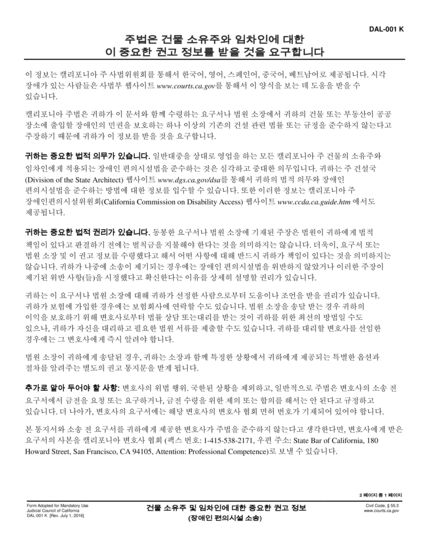 DAL-001 K
주법은 건물 소유주와 임차인에 대한
이 중요한 권고 정보를 받을 것을 요구합니다
이 정보는 캘리포니아 주 사법위원회를 통해서 한국어, 영어, 스페인어, 중국어, 베트남어로 제공됩니다. 시각
장애가 있는 사람들은 사법부 웹사이트 www.courts.ca.gov를 통해서 이 양식을 보는 데 도움을 받을 수
있습니다.
캘리포니아 주법은 귀하가 이 문서와 함께 수령하는 요구서나 법원 소장에서 귀하의 건물 또는 부동산이 공공
장소에 출입할 장애인의 민권을 보호하는 하나 이상의 기존의 건설 관련 법률 또는 규정을 준수하지 않는다고
주장하기 때문에 귀하가 이 정보를 받을 것을 요구합니다.
귀하는 중요한 법적 의무가 있습니다. 일반대중을 상대로 영업을 하는 모든 캘리포니아 주 건물의 소유주와
임차인에게 적용되는 장애인 편의시설법을 준수하는 것은 심각하고 중대한 의무입니다. 귀하는 주 건설국
(Division of the State Architect) 웹사이트 www.dgs.ca.gov/dsa를 통해서 귀하의 법적 의무와 장애인
편의시설법을 준수하는 방법에 대한 정보를 입수할 수 있습니다. 또한 이러한 정보는 캘리포니아 주
장애인편의시설위원회(California Commission on Disability Access) 웹사이트 www.ccda.ca.guide.htm 에서도
제공됩니다.
귀하는 중요한 법적 권리가 있습니다. 동봉한 요구서나 법원 소장에 기재된 주장은 법원이 귀하에게 법적
책임이 있다고 판결하기 전에는 벌칙금을 지불해야 한다는 것을 의미하지는 않습니다. 더욱이, 요구서 또는
법원 소장 및 이 권고 정보를 수령했다고 해서 어떤 사항에 대해 반드시 귀하가 책임이 있다는 것을 의미하지는
않습니다. 귀하가 나중에 소송이 제기되는 경우에는 장애인 편의시설법을 위반하지 않았거나 이러한 주장이
제기된 위반 사항(들)을 시정했다고 확신한다는 이유를 상세히 설명할 권리가 있습니다.
귀하는 이 요구서나 법원 소장에 대해 귀하가 선정한 사람으로부터 도움이나 조언을 받을 권리가 있습니다.
귀하가 보험에 가입한 경우에는 보험회사에 연락할 수도 있습니다. 법원 소장을 송달 받는 경우 귀하의
이익을 보호하기 위해 변호사로부터 법률 상담 또는대리를 받는 것이 귀하를 위한 최선의 방법일 수도
있으나, 귀하가 자신을 대리하고 필요한 법원 서류를 제출할 수도 있습니다. 귀하를 대리할 변호사를 선임한
경우에는 그 변호사에게 즉시 알려야 합니다.
법원 소장이 귀하에게 송달된 경우, 귀하는 소장과 함께 특정한 상황에서 귀하에게 제공되는 특별한 옵션과
절차를 알려주는 별도의 권고 통지문을 받게 됩니다.
추가로 알아 두어야 할 사항: 변호사의 위법 행위. 국한된 상황을 제외하고, 일반적으로 주법은 변호사의 소송 전
요구서에서 금전을 요청 또는 요구하거나, 금전 수령을 위한 제의 또는 합의를 해서는 안 된다고 규정하고
있습니다. 더 나아가, 변호사의 요구서에는 해당 변호사의 변호사 협회 면허 번호가 기재되어 있어야 합니다.
본 통지서와 소송 전 요구서를 귀하에게 제공한 변호사가 주법을 준수하지 않는다고 생각한다면, 변호사에게 받은
요구서의 사본을 캘리포니아 변호사 협회 (팩스 번호: 1-415-538-2171, 우편 주소: State Bar of California, 180
Howard Street, San Francisco, CA 94105, Attention: Professional Competence)로 보낼 수 있습니다.
2 페이지 중 1 페이지
Form Adopted for Mandatory Use
Judicial Council of California
DAL-001 K [Rev. July 1, 2016]
건물 소유주 및 임차인에 대한 중요한 권고 정보
(장애인 편의시설 소송)
Civil Code, § 55.3
www.courts.ca.gov